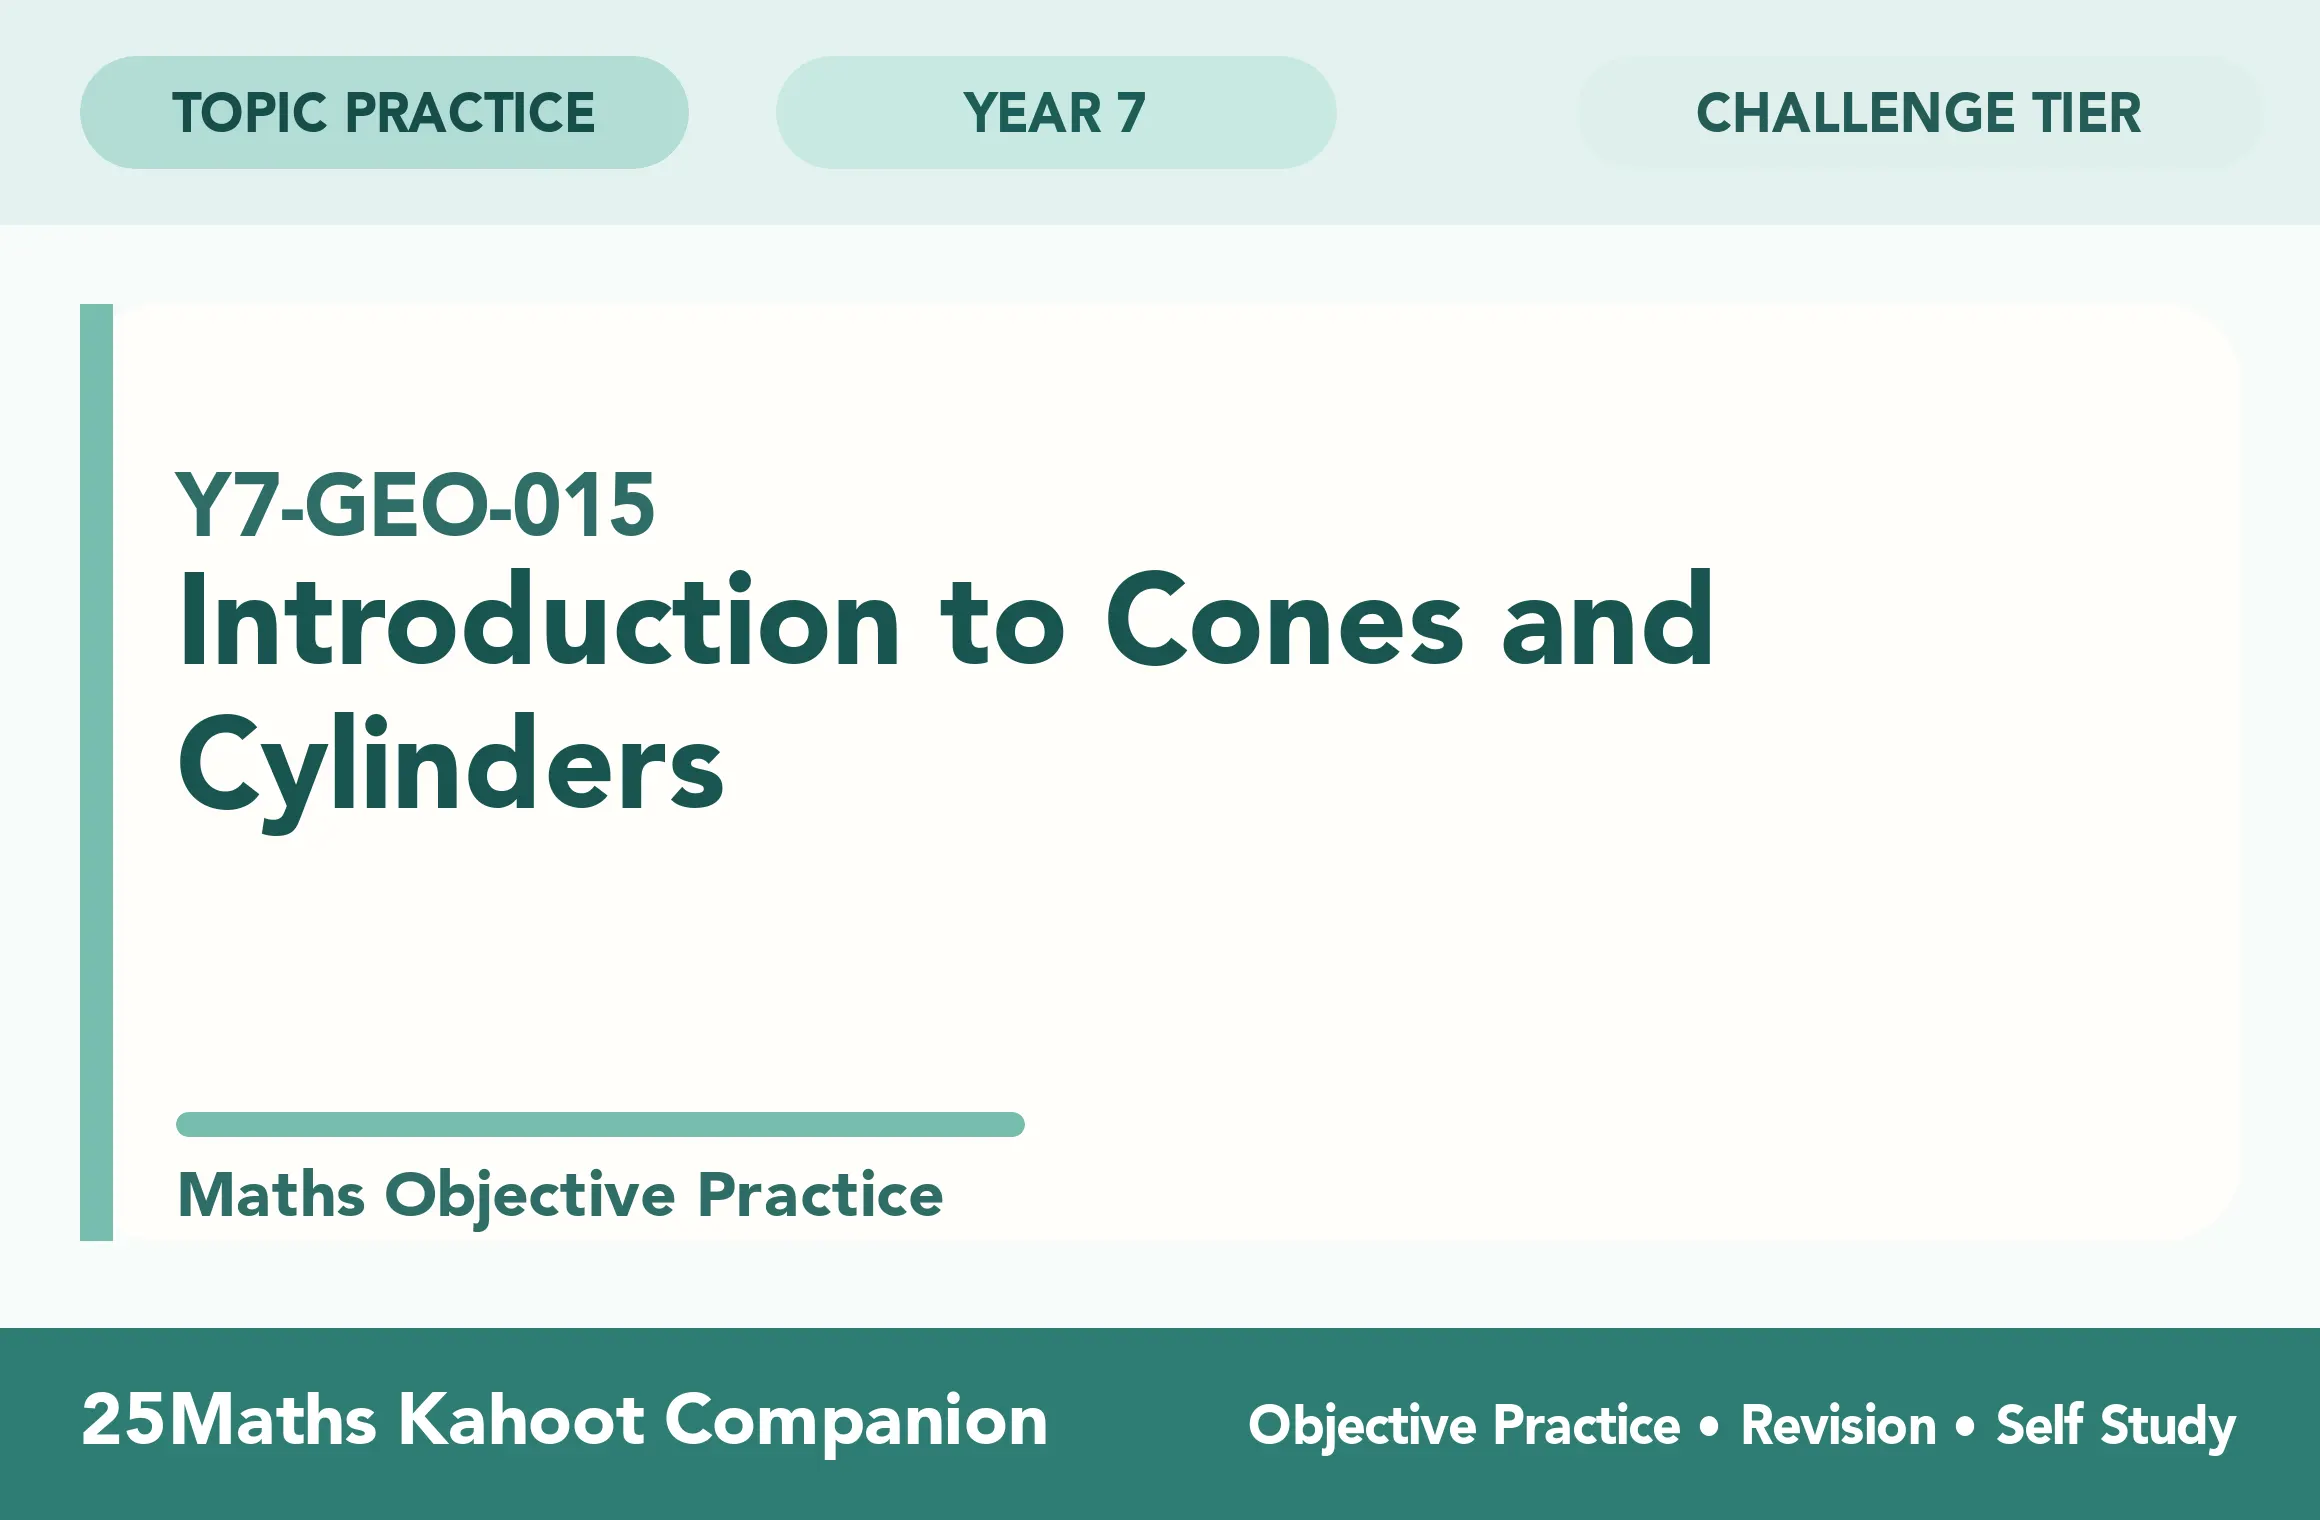 TOPIC PRACTICE
YEAR 7
CHALLENGE TIER
Y7-GEO-015
Introduction to Cones and
Cylinders
Maths Objective Practice
25Maths Kahoot Companion
Objective Practice • Revision • Self Study